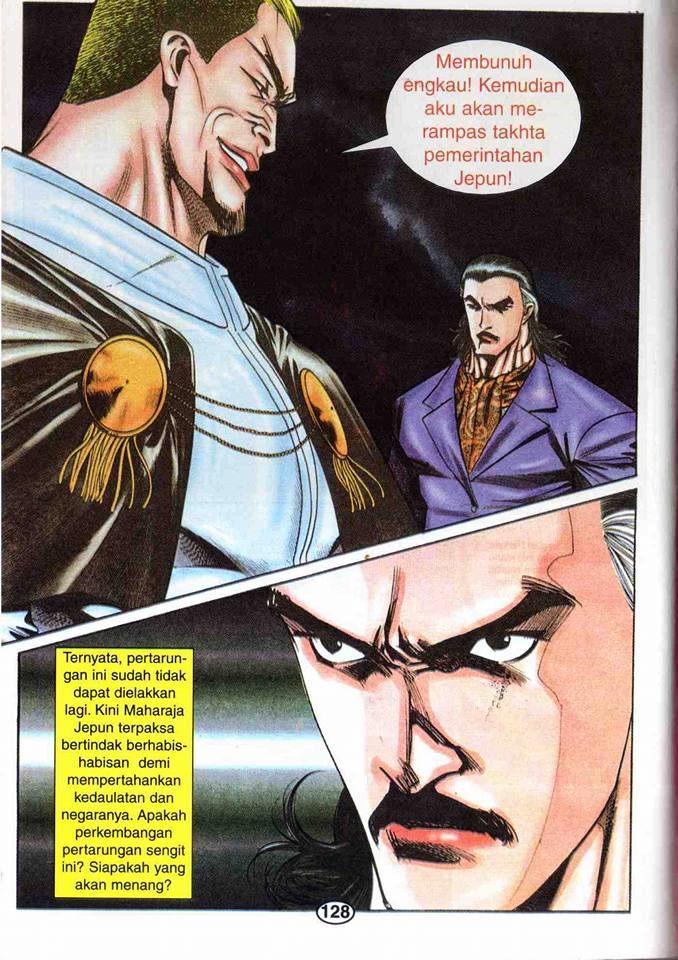 Membunuh
engkau! Kemudian
aku akan me-
rampas takhta
pemerintahan
Jepun!
Ternyata, pertarun-
gan ini sudah tidak
dapat dielakkan
lagi. Kini Maharaja
Jepun terpaksa
bertindak berhabis-
habisan demi
mempertahankan
kedaulatan dan
negaranya. Apakah
perkembangan
pertarungan sengit
ini? Siapakah yang
akan menang?
128